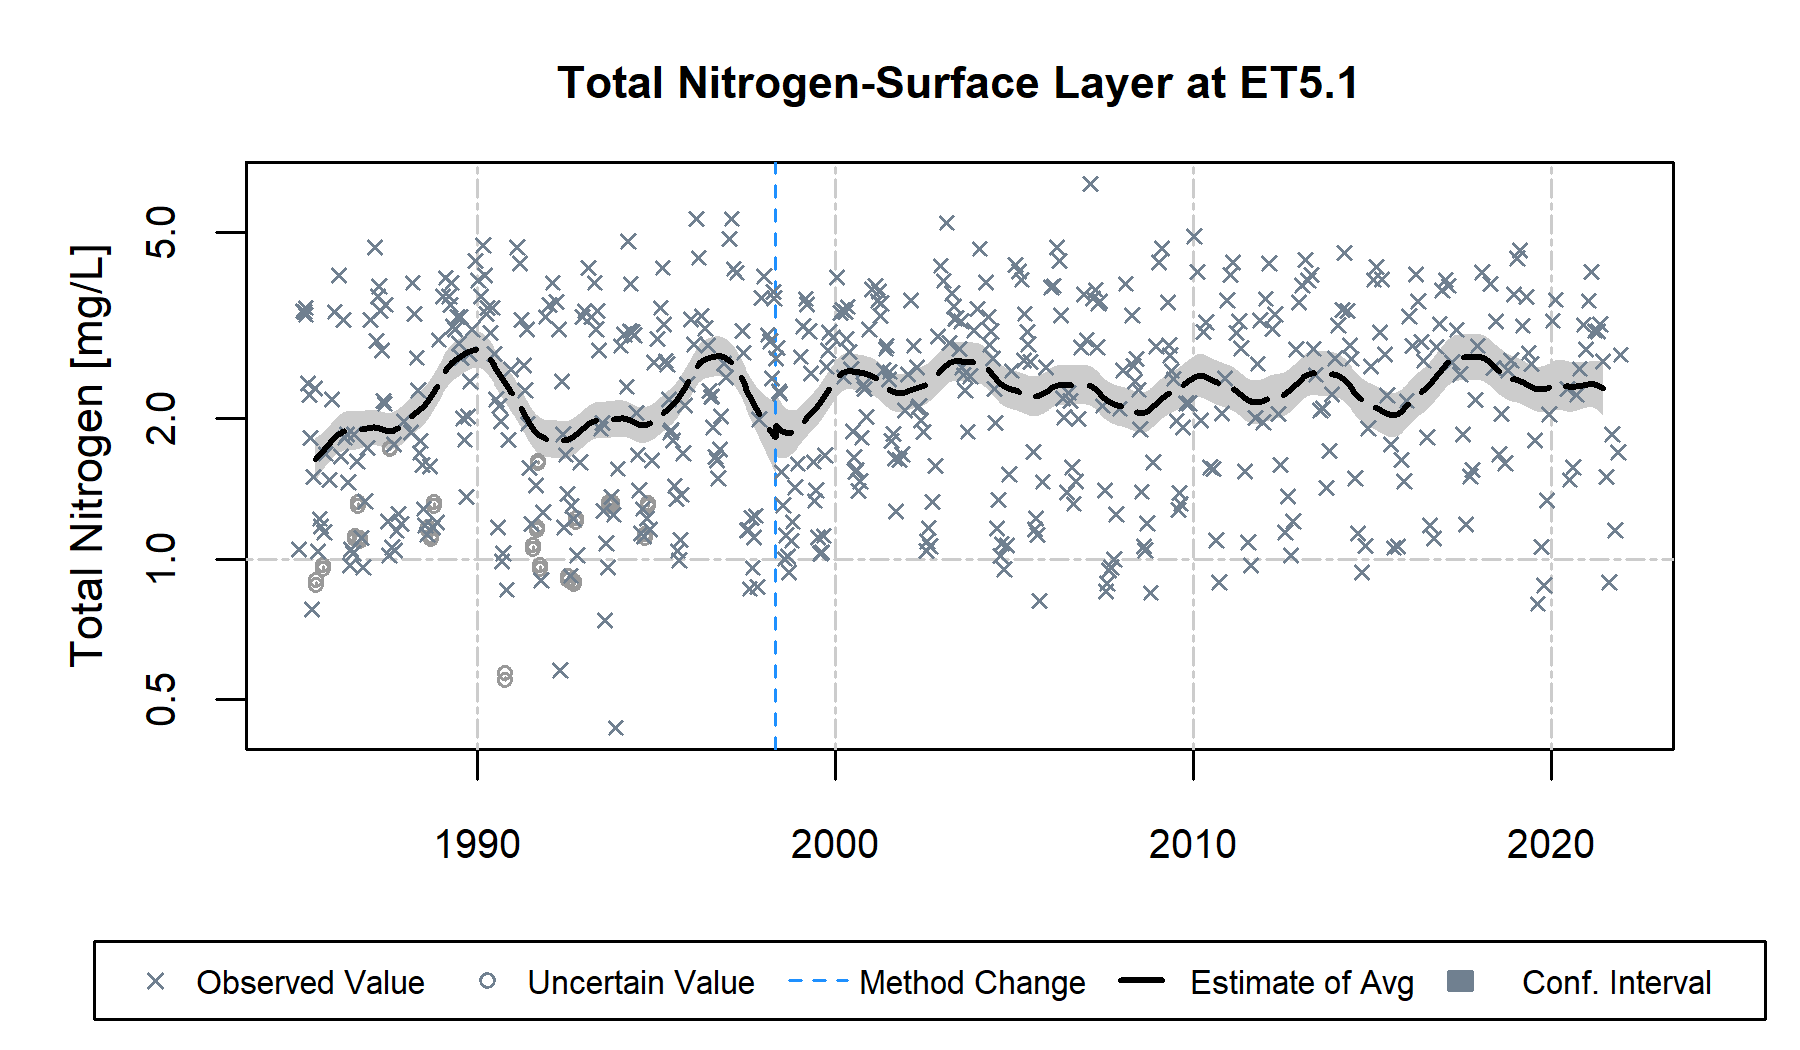 Total Nitrogen-Surface Layer at ET5.1
Total Nitrogen [mg/L]
5.0
2.0
1.0
0.5
1990 2000 2010 2020
Observed Value Uncertain Value Method Change Estimate of Avg Conf. Interval